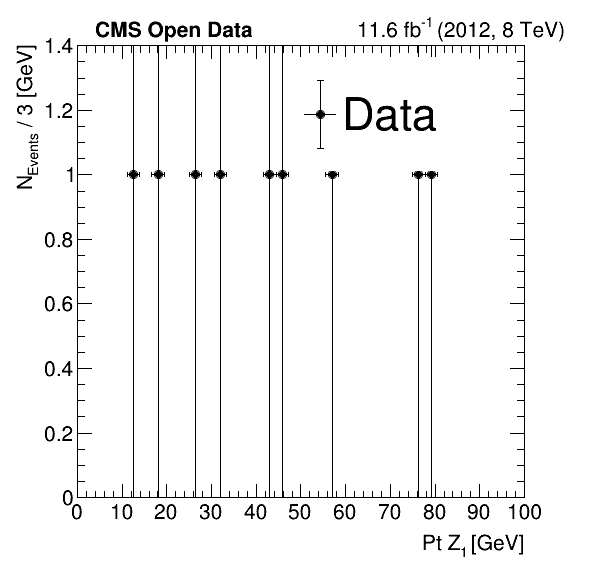 CMS Open Data
11.6 fb⁻¹ (2012, 8 TeV)
N_Events / 3 [GeV]
1.4
1.2
1
0.8
0.6
0.4
0.2
0
Data
0 10 20 30 40 50 60 70 80 90 100
Pt Z₁ [GeV]